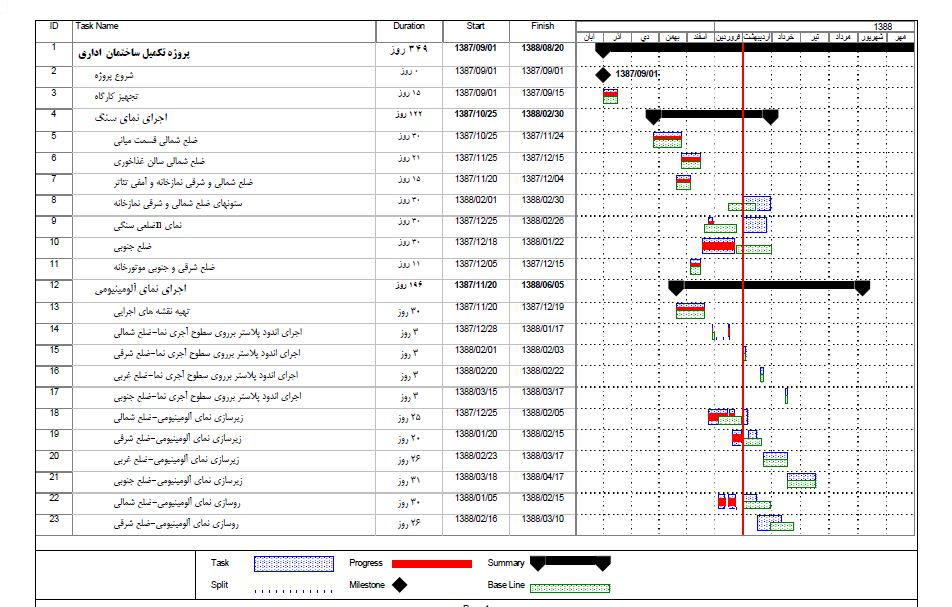 1388
ID Task Name Duration Start Finish آبان آذر دي بهمن اسفند فروردین اردیبهشت خرداد تیر مرداد شهریور مهر
1 پروژه تکمیل ساختمان اداری ۳۴۹ روز 1387/09/01 1388/08/20
2 شروع پروژه ۰ روز 1387/09/01 1387/09/01 1387/09/01
3 تجهیز کارگاه ۱۵ روز 1387/09/01 1387/09/15
4 اجرای نمای سنگ ۱۲۲ روز 1387/10/25 1388/02/30
5 ضلع شمالی قسمت میانی ۳۰ روز 1387/10/25 1387/11/24
6 ضلع شمالی سالن غذاخوری ۲۱ روز 1387/11/25 1387/12/15
7 ضلع شمالی و شرقی نمازخانه و آمفی تئاتر ۱۵ روز 1387/11/20 1387/12/04
8 ستونهای ضلع شمالی و شرقی نمازخانه ۳۰ روز 1388/02/01 1388/02/30
9 نمای nضلعی سنگی ۳۰ روز 1387/12/25 1388/02/26
10 ضلع جنوبی ۳۰ روز 1387/12/18 1388/01/22
11 ضلع شرقی و جنوبی موتورخانه ۱۱ روز 1387/12/05 1387/12/15
12 اجرای نمای آلومینیومی ۱۹۶ روز 1387/11/20 1388/06/05
13 تهیه نقشه های اجرایی ۳۰ روز 1387/11/20 1387/12/19
14 اجرای اندود پلاستر برروی سطوح آجری نما-ضلع شمالی ۳ روز 1387/12/28 1388/01/17
15 اجرای اندود پلاستر برروی سطوح آجری نما-ضلع شرقی ۳ روز 1388/02/01 1388/02/03
16 اجرای اندود پلاستر برروی سطوح آجری نما-ضلع غربی ۳ روز 1388/02/20 1388/02/22
17 اجرای اندود پلاستر برروی سطوح آجری نما-ضلع جنوبی ۳ روز 1388/03/15 1388/03/17
18 زیرسازی نمای آلومینیومی-ضلع شمالی ۲۵ روز 1387/12/25 1388/02/05
19 زیرسازی نمای آلومینیومی-ضلع شرقی ۲۰ روز 1388/01/20 1388/02/15
20 زیرسازی نمای آلومینیومی-ضلع غربی ۲۶ روز 1388/02/23 1388/03/17
21 زیرسازی نمای آلومینیومی-ضلع جنوبی ۳۱ روز 1388/03/18 1388/04/17
22 روسازی نمای آلومینیومی-ضلع شمالی ۳۰ روز 1388/01/05 1388/02/15
23 روسازی نمای آلومینیومی-ضلع شرقی ۲۶ روز 1388/02/16 1388/03/10
Task Progress Summary
Split Milestone Base Line